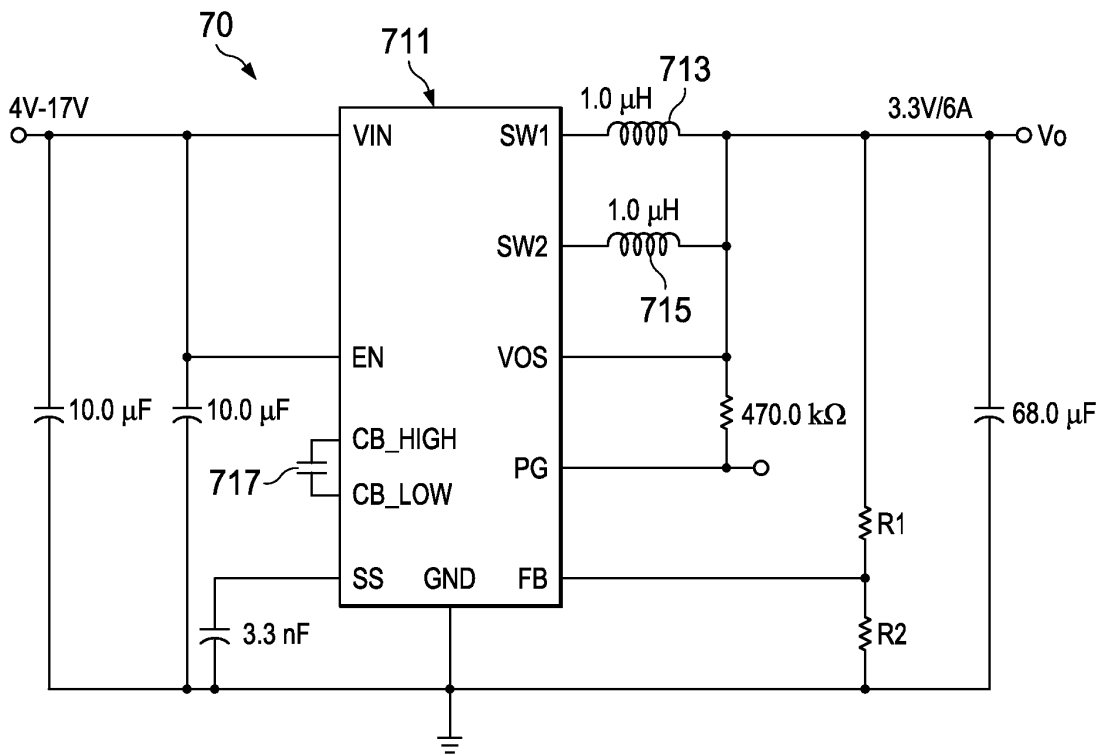 70
711
713
4V-17V
1.0 μH
3.3V/6A
VIN
SW1
Vo
1.0 μH
SW2
715
EN
VOS
10.0 μF
10.0 μF
470.0 kΩ
68.0 μF
CB_HIGH
717
PG
CB_LOW
R1
SS
GND
FB
3.3 nF
R2